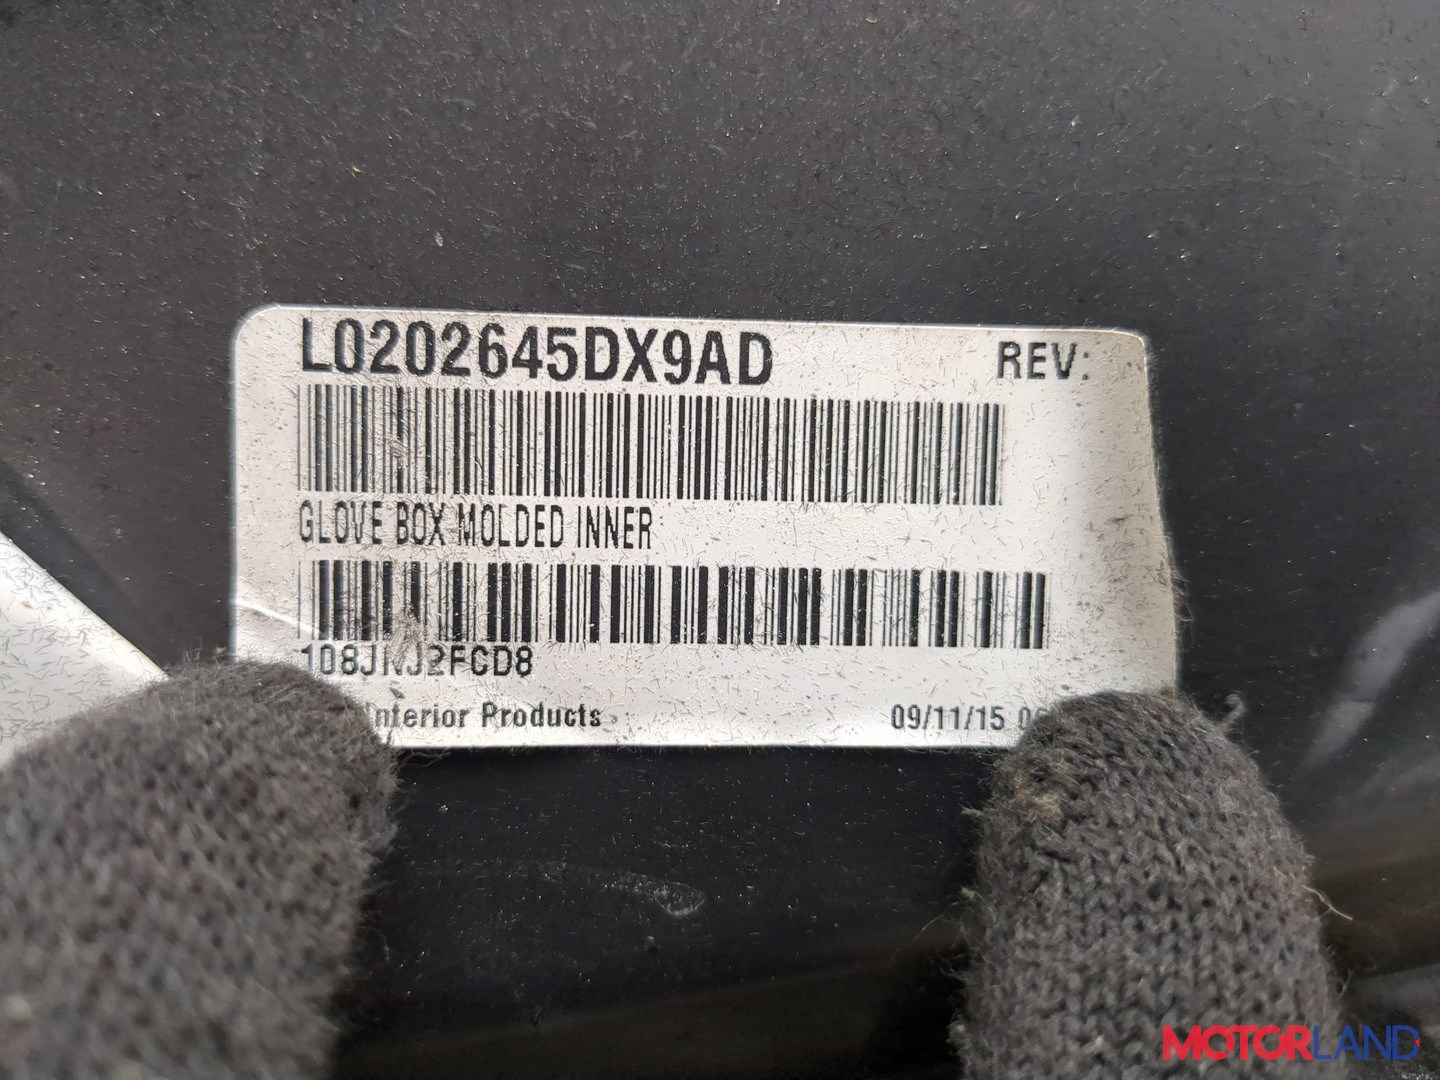 L0202645DX9AD REV:
GLOVE BOX MOLDED INNER
Interior Products 09/11/15
MOTORLAND